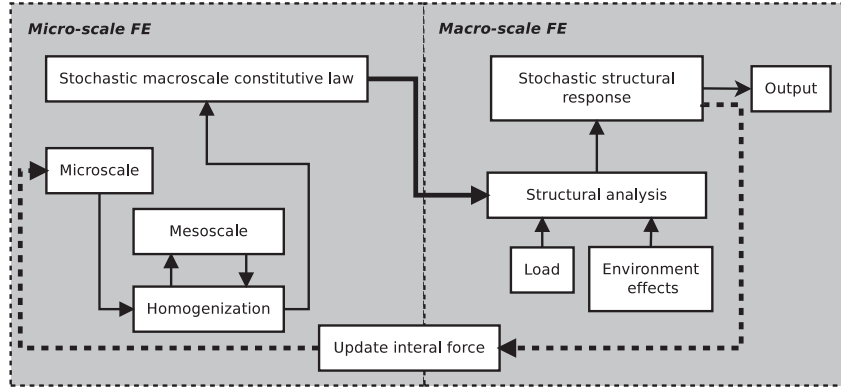 Micro-scale FE
Stochastic macroscale constitutive law
Microscale
Mesoscale
Homogenization
Macro-scale FE
Stochastic structural
response
Output
Structural analysis
Load
Environment
effects
Update interal force